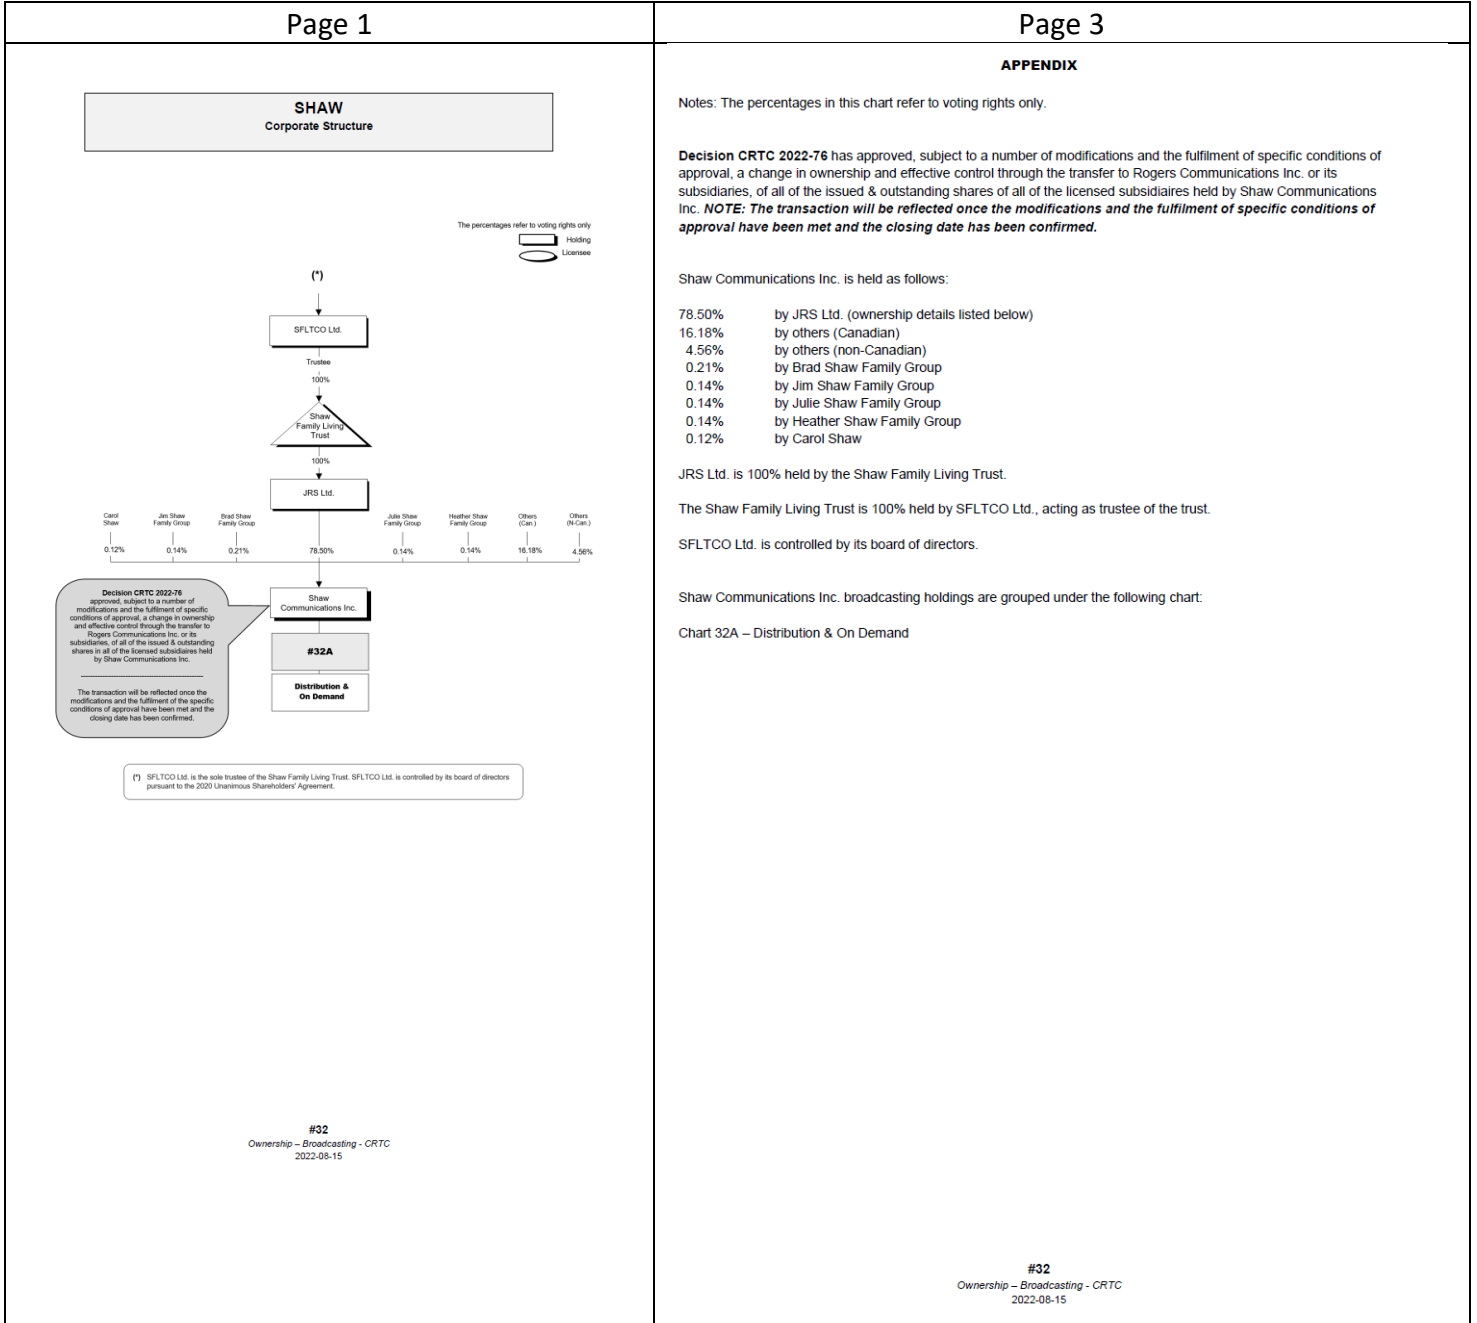 Page 1
Page 3
SHAW
Corporate Structure
The percentages refer to voting rights only
Holding
Licensee
(*)
SFLTCO Ltd.
Trustee
100%
Shaw
Family Living
Trust
100%
JRS Ltd.
Carol
Shaw
Jim Shaw
Family Group
Brad Shaw
Family Group
Julie Shaw
Family Group
Heather Shaw
Family Group
Others
(Can.)
Others
(N-Can.)
0.12%
0.14%
0.21%
78.50%
0.14%
0.14%
16.18%
4.56%
Decision CRTC 2022-76
approved, subject to a number of
modifications and the fulfilment of specific
conditions of approval, a change in ownership
and effective control through the transfer to
Rogers Communications Inc. or its
subsidiaries, of all of the issued & outstanding
shares in all of the licensed subsidiaires held
by Shaw Communications Inc.
The transaction will be reflected once the
modifications and the fulfilment of the specific
conditions of approval have been met and the
closing date has been confirmed.
Shaw
Communications Inc.
#32A
Distribution &
On Demand
(*) SFLTCO Ltd. is the sole trustee of the Shaw Family Living Trust. SFLTCO Ltd. is controlled by its board of directors
pursuant to the 2020 Unanimous Shareholders' Agreement.
#32
Ownership – Broadcasting - CRTC
2022-08-15
APPENDIX
Notes: The percentages in this chart refer to voting rights only.
Decision CRTC 2022-76 has approved, subject to a number of modifications and the fulfilment of specific conditions of
approval, a change in ownership and effective control through the transfer to Rogers Communications Inc. or its
subsidiaries, of all of the issued & outstanding shares of all of the licensed subsidiaires held by Shaw Communications
Inc. NOTE: The transaction will be reflected once the modifications and the fulfilment of specific conditions of
approval have been met and the closing date has been confirmed.
Shaw Communications Inc. is held as follows:
78.50% by JRS Ltd. (ownership details listed below)
16.18% by others (Canadian)
4.56% by others (non-Canadian)
0.21% by Brad Shaw Family Group
0.14% by Jim Shaw Family Group
0.14% by Julie Shaw Family Group
0.14% by Heather Shaw Family Group
0.12% by Carol Shaw
JRS Ltd. is 100% held by the Shaw Family Living Trust.
The Shaw Family Living Trust is 100% held by SFLTCO Ltd., acting as trustee of the trust.
SFLTCO Ltd. is controlled by its board of directors.
Shaw Communications Inc. broadcasting holdings are grouped under the following chart:
Chart 32A – Distribution & On Demand
#32
Ownership – Broadcasting - CRTC
2022-08-15